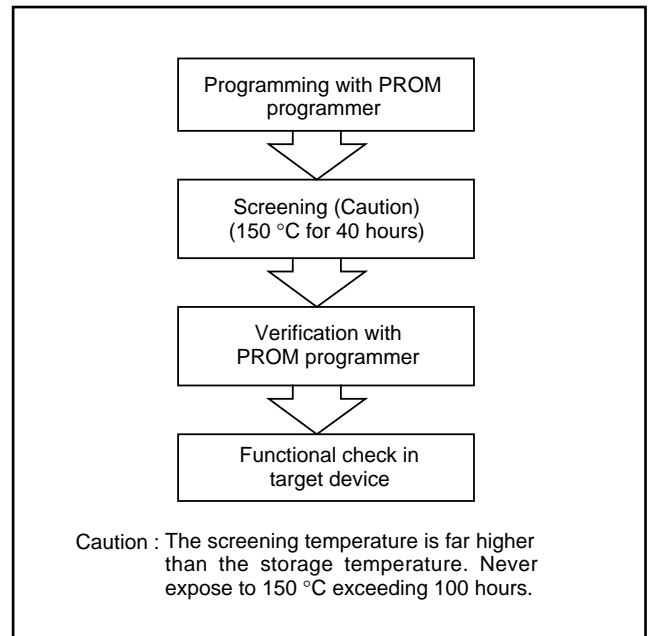 Programming with PROM
programmer
Screening (Caution)
(150 °C for 40 hours)
Verification with
PROM programmer
Functional check in
target device
Caution : The screening temperature is far higher
than the storage temperature. Never
expose to 150 °C exceeding 100 hours.